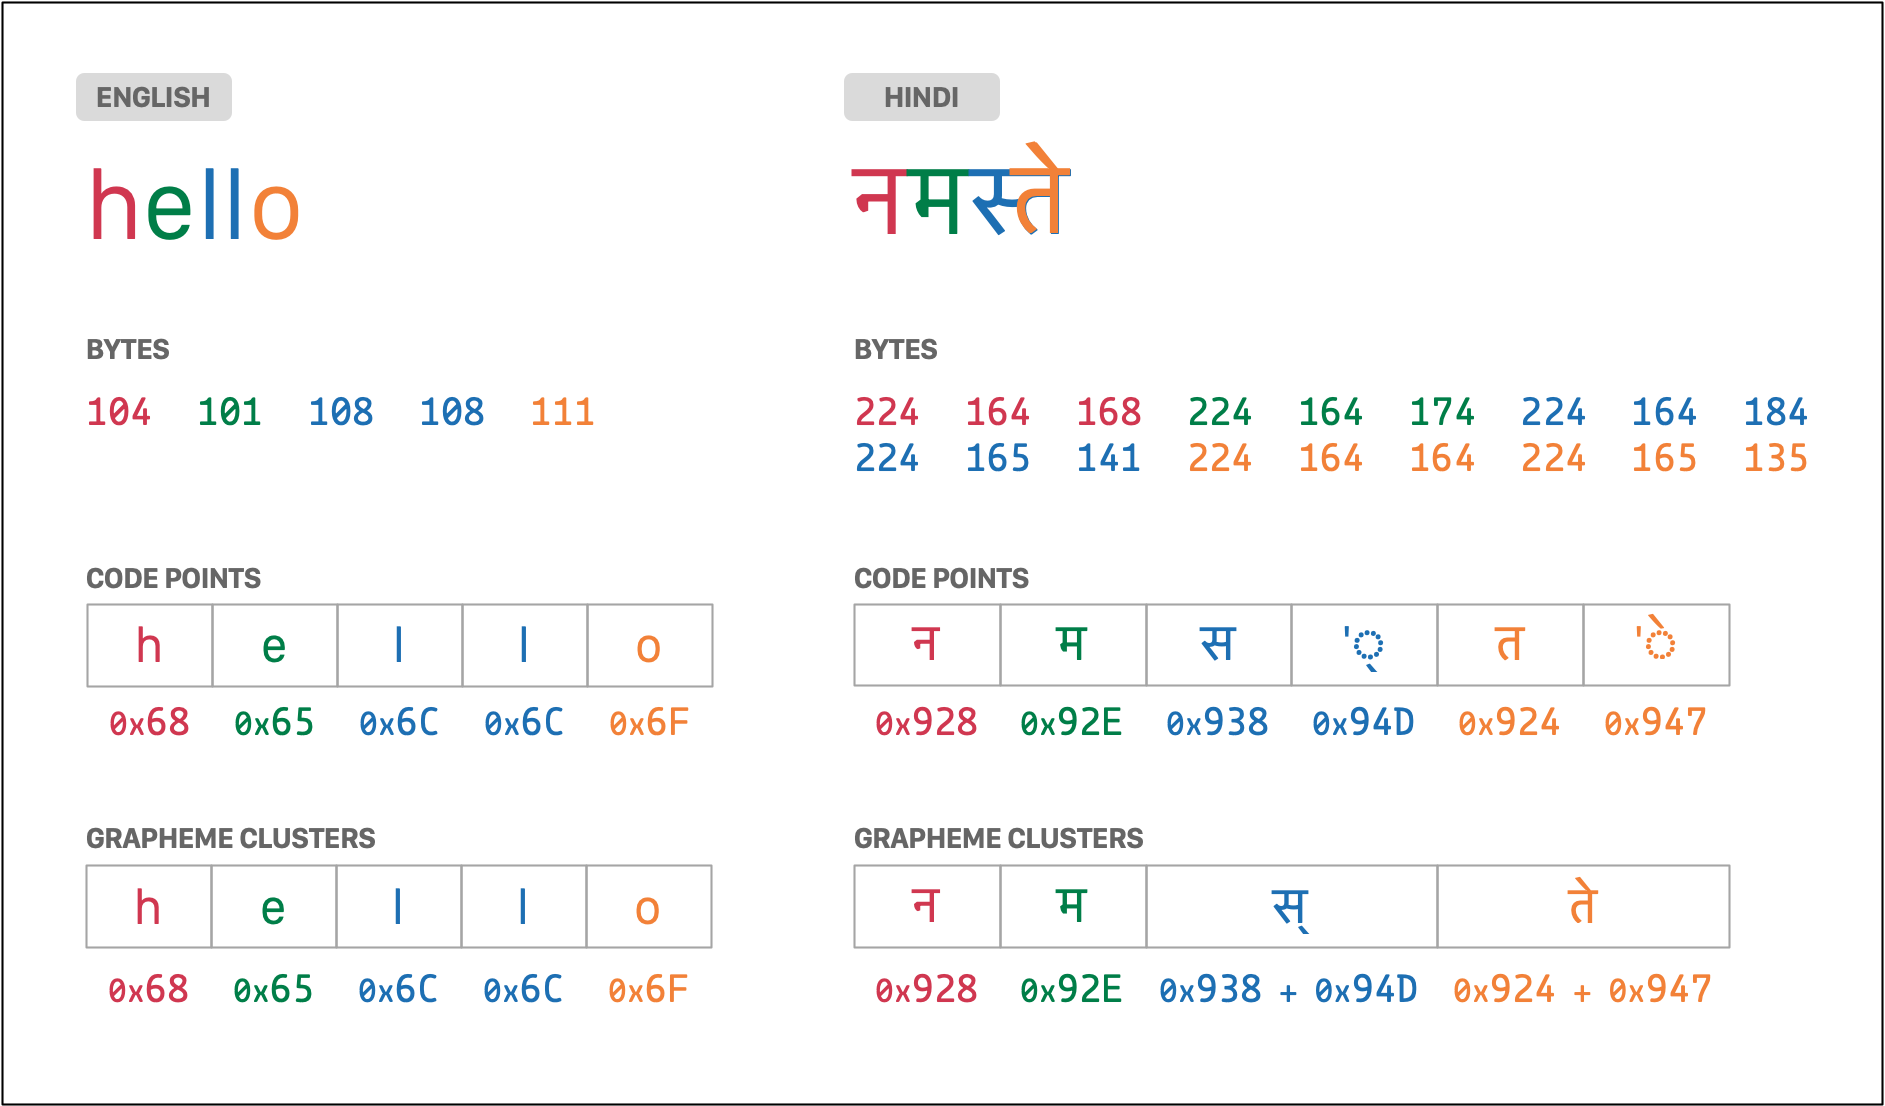 ENGLISH
hello
BYTES
104 101 108 108 111
CODE POINTS
h e l l o
0x68 0x65 0x6C 0x6C 0x6F
GRAPHEME CLUSTERS
h e l l o
0x68 0x65 0x6C 0x6C 0x6F
HINDI
नमस्ते
BYTES
224 164 168 224 164 174 224 164 184
224 165 141 224 164 164 224 165 135
CODE POINTS
न म स '् त 'े
0x928 0x92E 0x938 0x94D 0x924 0x947
GRAPHEME CLUSTERS
न म स् ते
0x928 0x92E 0x938 + 0x94D 0x924 + 0x947